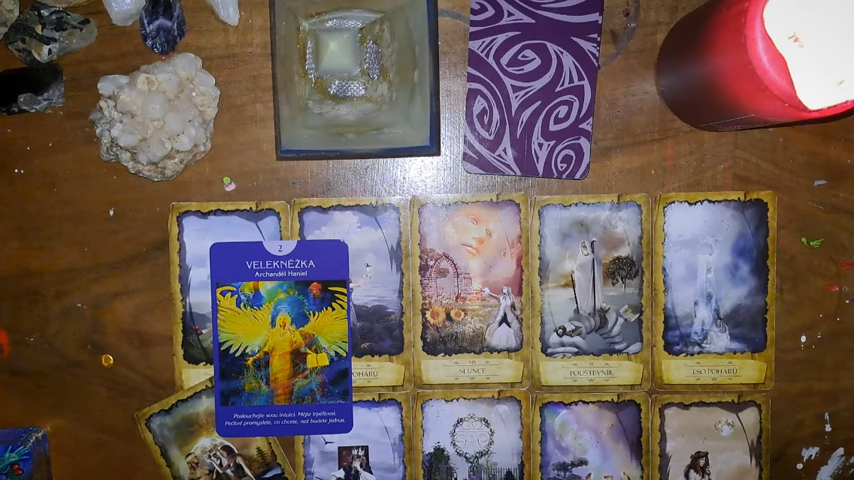 2
VELEKNĚŽKA
Archanděl Haniel
Poslouchejte svou intuici. Mějte trpělivost.
Pečlivě promyslete, co chcete, než budete jednat.
POHÁRŮ
SLUNCE
POUSTEVNÍK
ESO POHÁRŮ